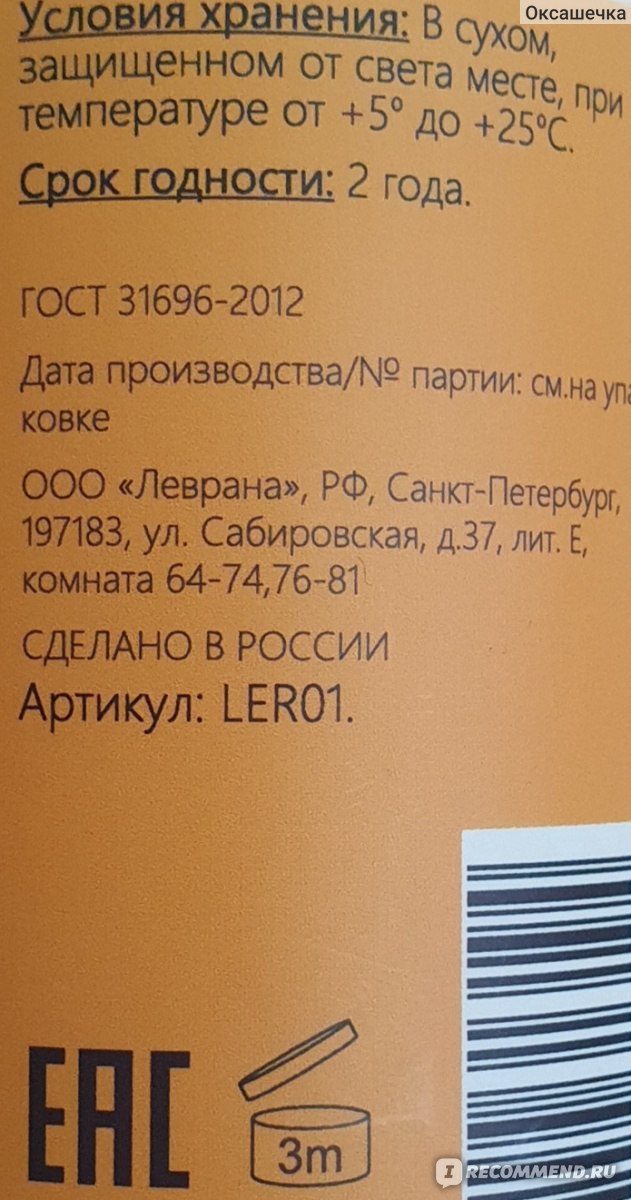 Оксашечка
Условия хранения: В сухом,
защищенном от света месте, при
температуре от +5° до +25°С.
Срок годности: 2 года.
ГОСТ 31696-2012
Дата производства/№ партии: см.на упа
ковке
ООО «Леврана», РФ, Санкт-Петербург,
197183, ул. Сабировская, д.37, лит. Е,
комната 64-74,76-81
СДЕЛАНО В РОССИИ
Артикул: LER01.
ЕАС
3m
I RECOMMEND.RU